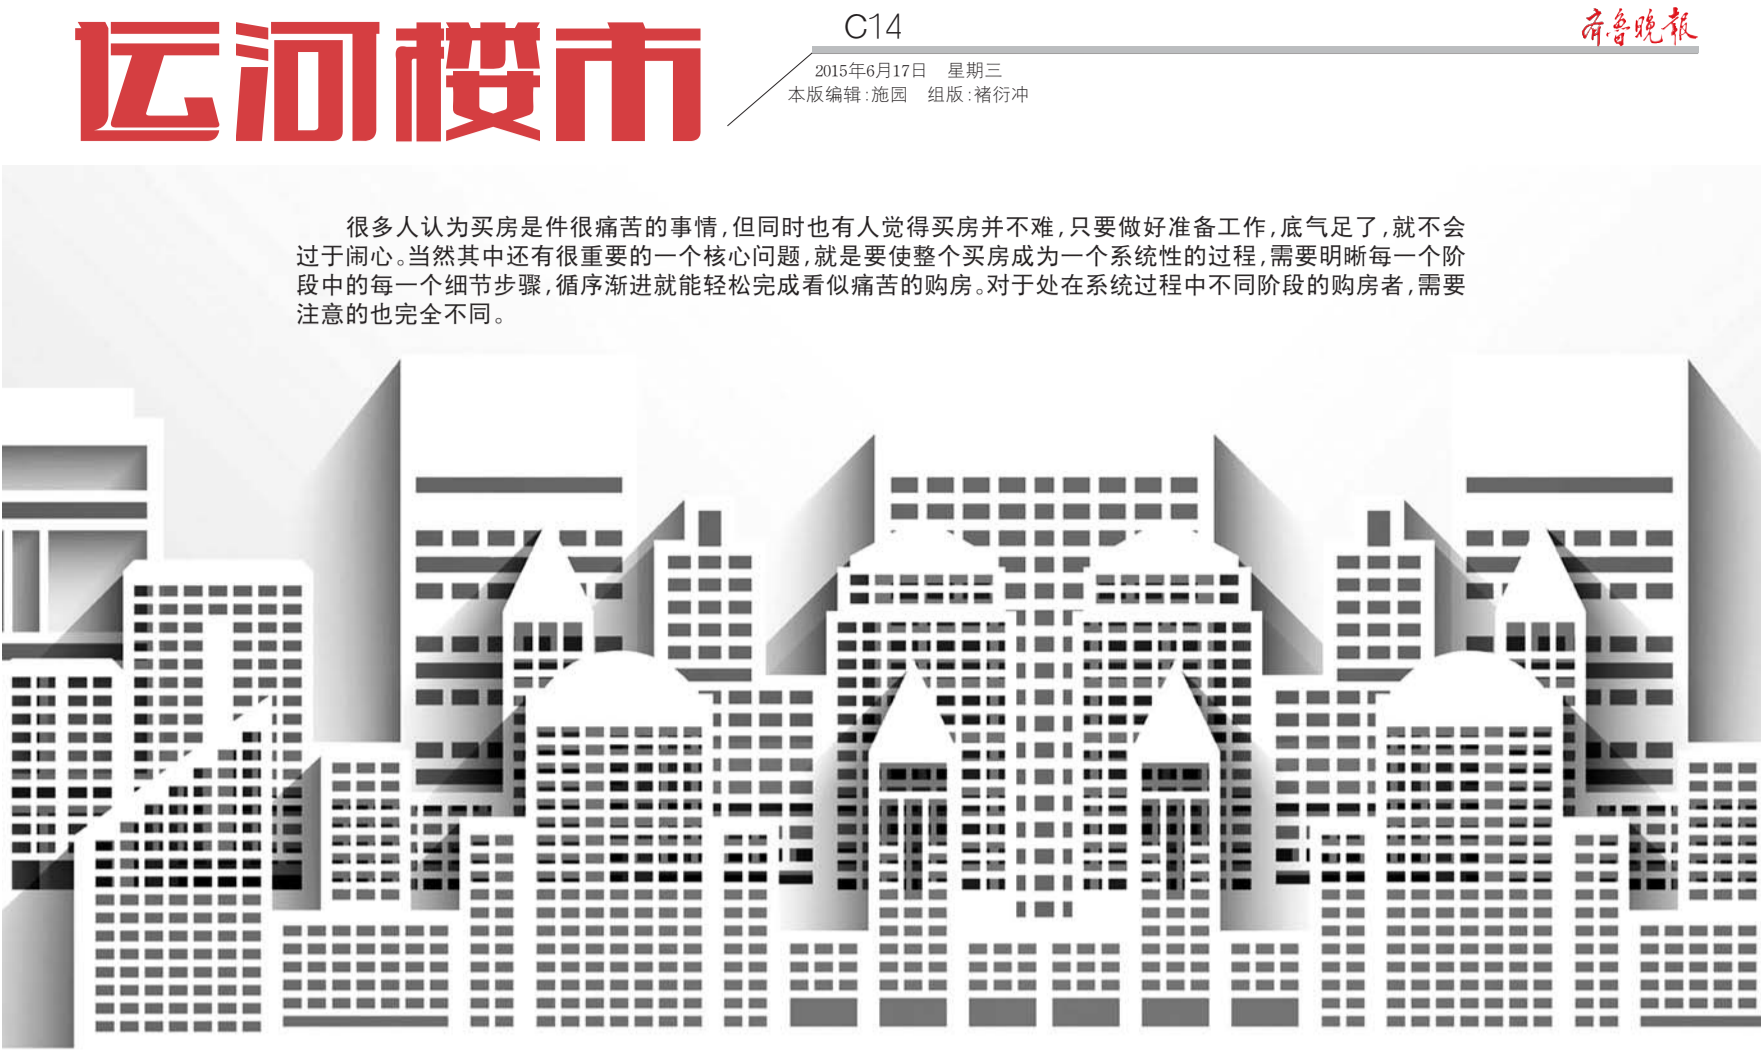 运河楼市
C14
齐鲁晚报
2015年6月17日 星期三
本版编辑:施园 组版:褚衍冲
很多人认为买房是件很痛苦的事情,但同时也有人觉得买房并不难,只要做好准备工作,底气足了,就不会
过于闹心。当然其中还有很重要的一个核心问题,就是要使整个买房成为一个系统性的过程,需要明晰每一个阶
段中的每一个细节步骤,循序渐进就能轻松完成看似痛苦的购房。对于处在系统过程中不同阶段的购房者,需要
注意的也完全不同。